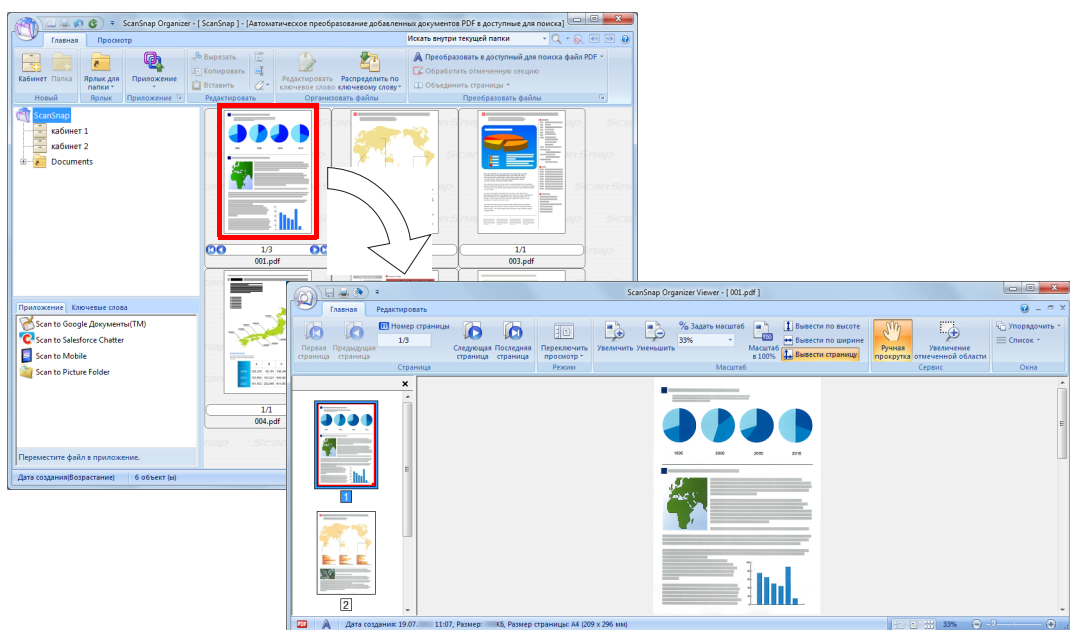 ScanSnap Organizer - [ ScanSnap ] - [Автоматическое преобразование добавленных документов PDF в доступные для поиска]
Главная Просмотр
Искать внутри текущей папки
Кабинет Папка
Новый
Ярлык для папки
Ярлык
Приложение
Приложение
Вырезать
Копировать
Вставить
Редактировать
Редактировать ключевое слово
Распределить по ключевому слову
Организовать файлы
Преобразовать в доступный для поиска файл PDF
Обработать отмеченную секцию
Объединить страницы
Преобразовать файлы
ScanSnap
кабинет 1
кабинет 2
Documents
1/3
001.pdf
1/1
003.pdf
1/1
004.pdf
Приложение Ключевые слова
Scan to Google Документы(TM)
Scan to Salesforce Chatter
Scan to Mobile
Scan to Picture Folder
Переместите файл в приложение.
Дата создания(Возрастание) 6 объект (ы)
ScanSnap Organizer Viewer - [ 001.pdf ]
Главная Редактировать
Первая страница
Предыдущая страница
Номер страницы
1/3
Следующая страница
Последняя страница
Страница
Переключить просмотр
Режим
Увеличить Уменьшить
% Задать масштаб
33%
Масштаб в 100%
Вывести по высоте
Вывести по ширине
Вывести страницу
Масштаб
Ручная прокрутка
Увеличение отмеченной области
Сервис
Упорядочить
Список
Окна
1
2
1990 2000 2005 2010
Дата создания: 19.07. 11:07, Размер: КБ, Размер страницы: A4 (209 x 296 мм)
33%